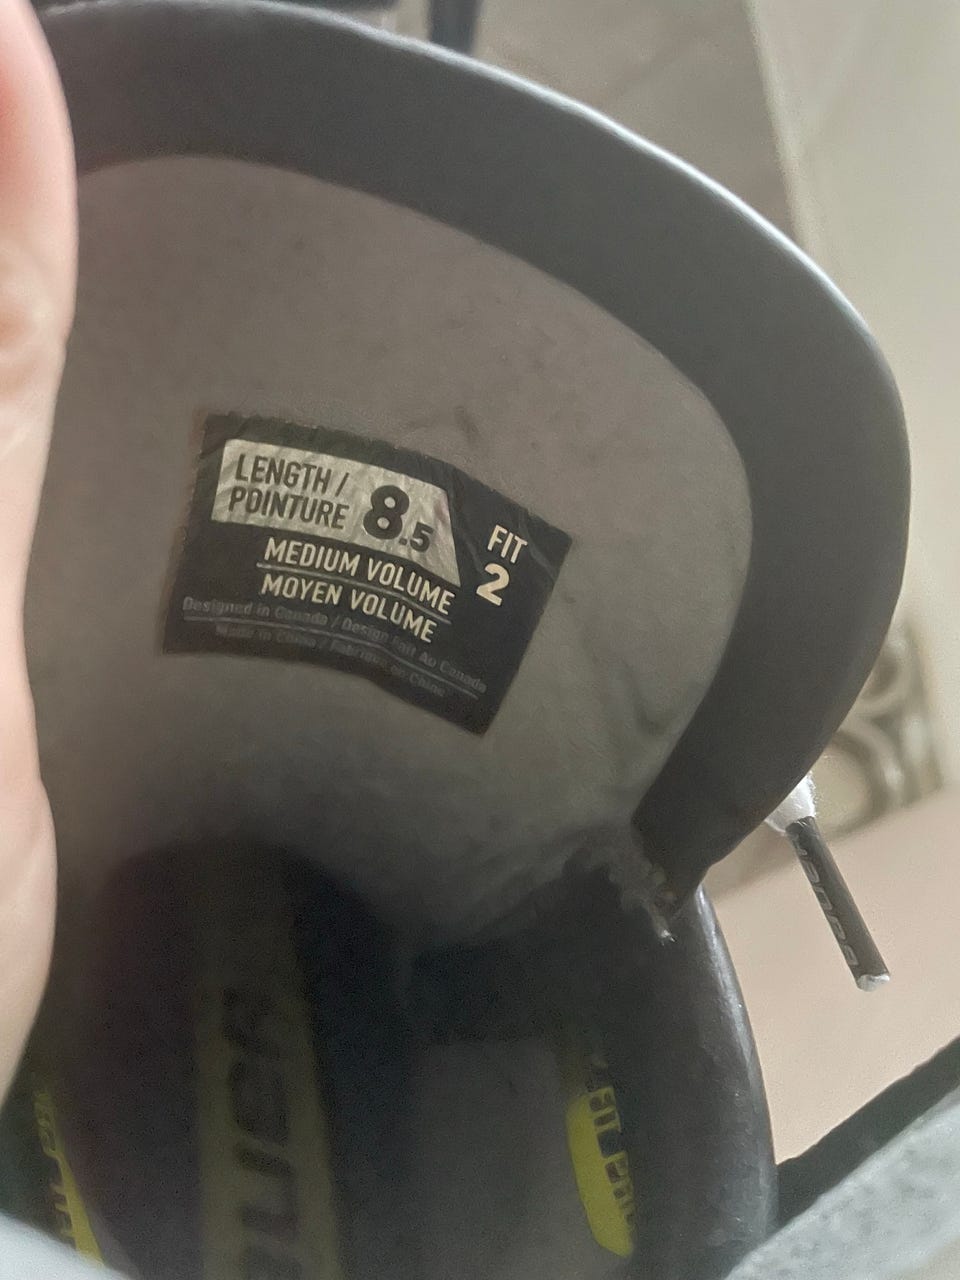 LENGTH /
POINTURE 8.5
FIT
2
MEDIUM VOLUME
MOYEN VOLUME
Designed in Canada / Design Fait Au Canada
Made in China / Fabriqué en Chine